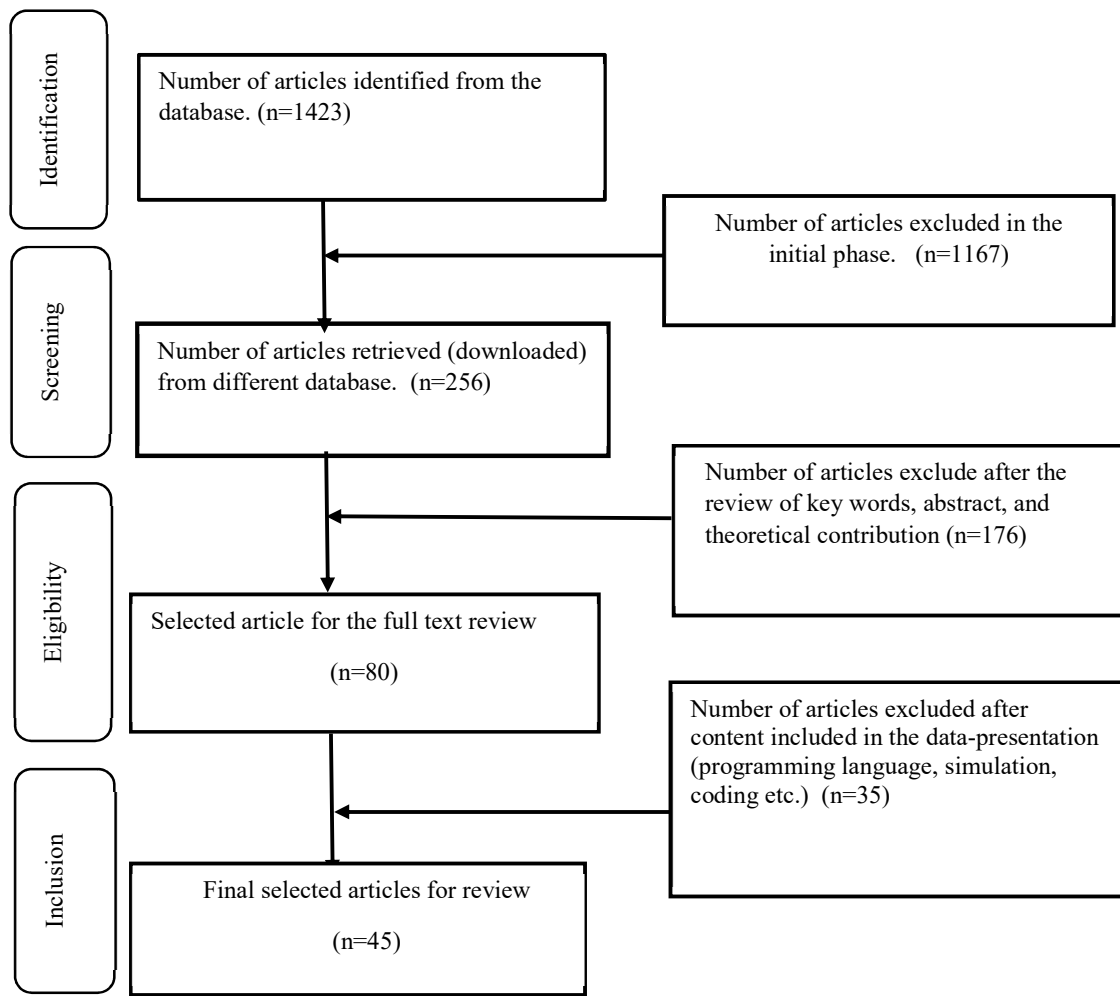 Identification
Number of articles identified from the
database. (n=1423)
Number of articles excluded in the
initial phase. (n=1167)
Screening
Number of articles retrieved (downloaded)
from different database. (n=256)
Number of articles exclude after the
review of key words, abstract, and
theoretical contribution (n=176)
Eligibility
Selected article for the full text review
(n=80)
Number of articles excluded after
content included in the data-presentation
(programming language, simulation,
coding etc.) (n=35)
Inclusion
Final selected articles for review
(n=45)